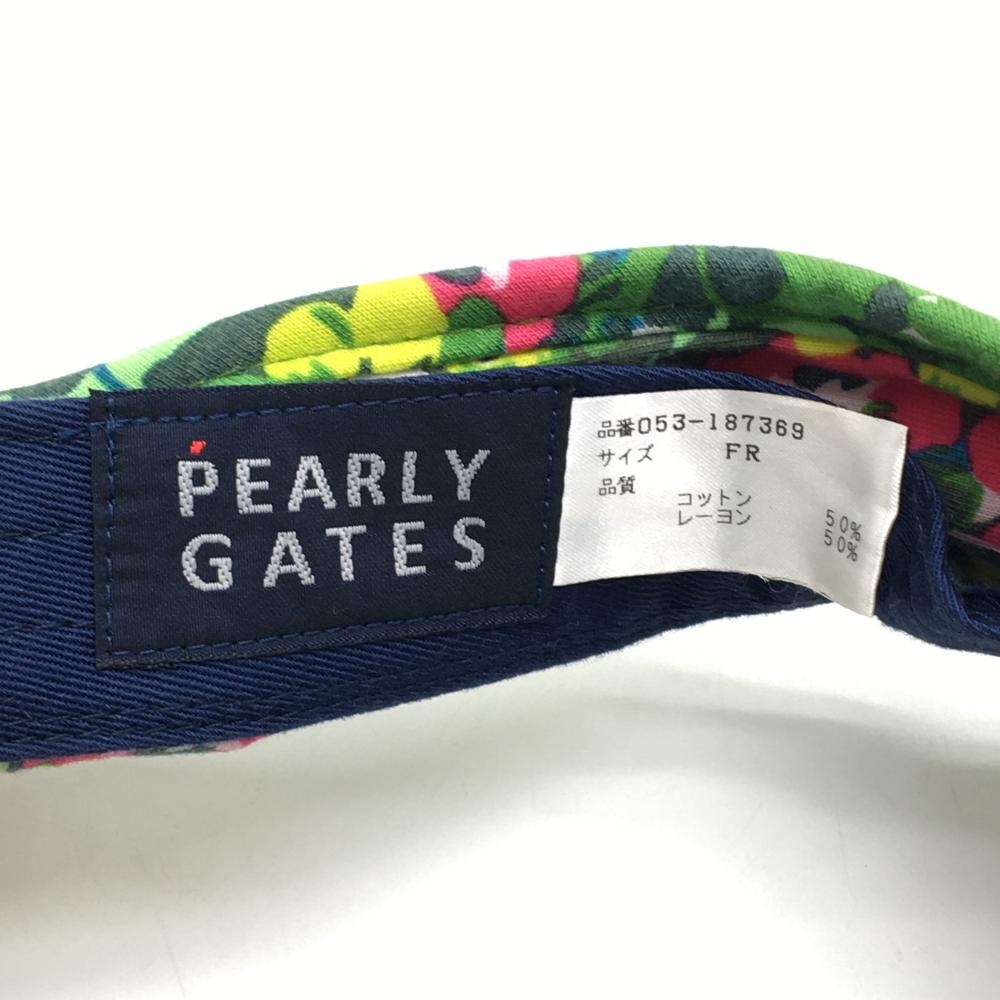 PEARLY
GATES
品番053-187369
サイズ FR
品質
コットン 50%
レーヨン 50%